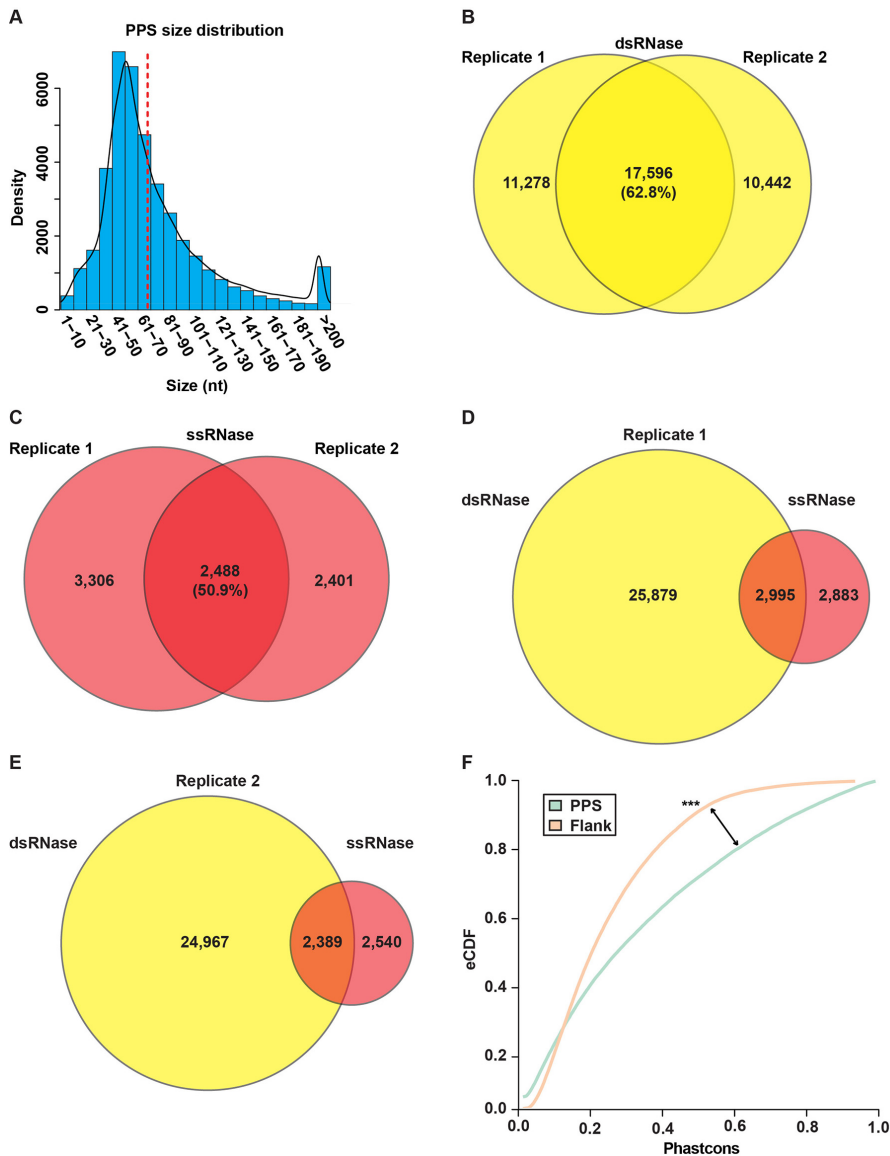 A
PPS size distribution
Density
0
2000
4000
6000
1–10
21–30
41–50
61–70
81–90
101–110
121–130
141–150
161–170
181–190
>200
Size (nt)
B
dsRNase
Replicate 1
Replicate 2
11,278
17,596
(62.8%)
10,442
C
ssRNase
Replicate 1
Replicate 2
3,306
2,488
(50.9%)
2,401
D
Replicate 1
dsRNase
ssRNase
25,879
2,995
2,883
E
Replicate 2
dsRNase
ssRNase
24,967
2,389
2,540
F
1.0
0.8
0.6
0.4
0.2
0.0
eCDF
PPS
Flank
***
0.0
0.2
0.4
0.6
0.8
1.0
Phastcons